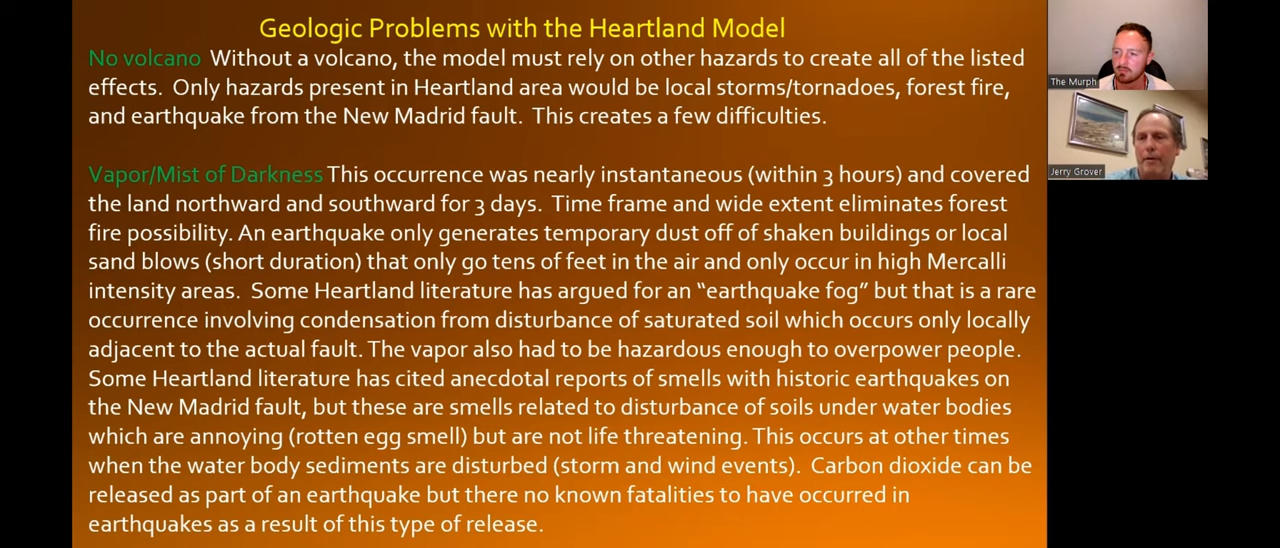 Geologic Problems with the Heartland Model
No volcano Without a volcano, the model must rely on other hazards to create all of the listed
effects. Only hazards present in Heartland area would be local storms/tornadoes, forest fire,
and earthquake from the New Madrid fault. This creates a few difficulties.
Vapor/Mist of Darkness This occurrence was nearly instantaneous (within 3 hours) and covered
the land northward and southward for 3 days. Time frame and wide extent eliminates forest
fire possibility. An earthquake only generates temporary dust off of shaken buildings or local
sand blows (short duration) that only go tens of feet in the air and only occur in high Mercalli
intensity areas. Some Heartland literature has argued for an “earthquake fog” but that is a rare
occurrence involving condensation from disturbance of saturated soil which occurs only locally
adjacent to the actual fault. The vapor also had to be hazardous enough to overpower people.
Some Heartland literature has cited anecdotal reports of smells with historic earthquakes on
the New Madrid fault, but these are smells related to disturbance of soils under water bodies
which are annoying (rotten egg smell) but are not life threatening. This occurs at other times
when the water body sediments are disturbed (storm and wind events). Carbon dioxide can be
released as part of an earthquake but there no known fatalities to have occurred in
earthquakes as a result of this type of release.
The Murph
Jerry Grover